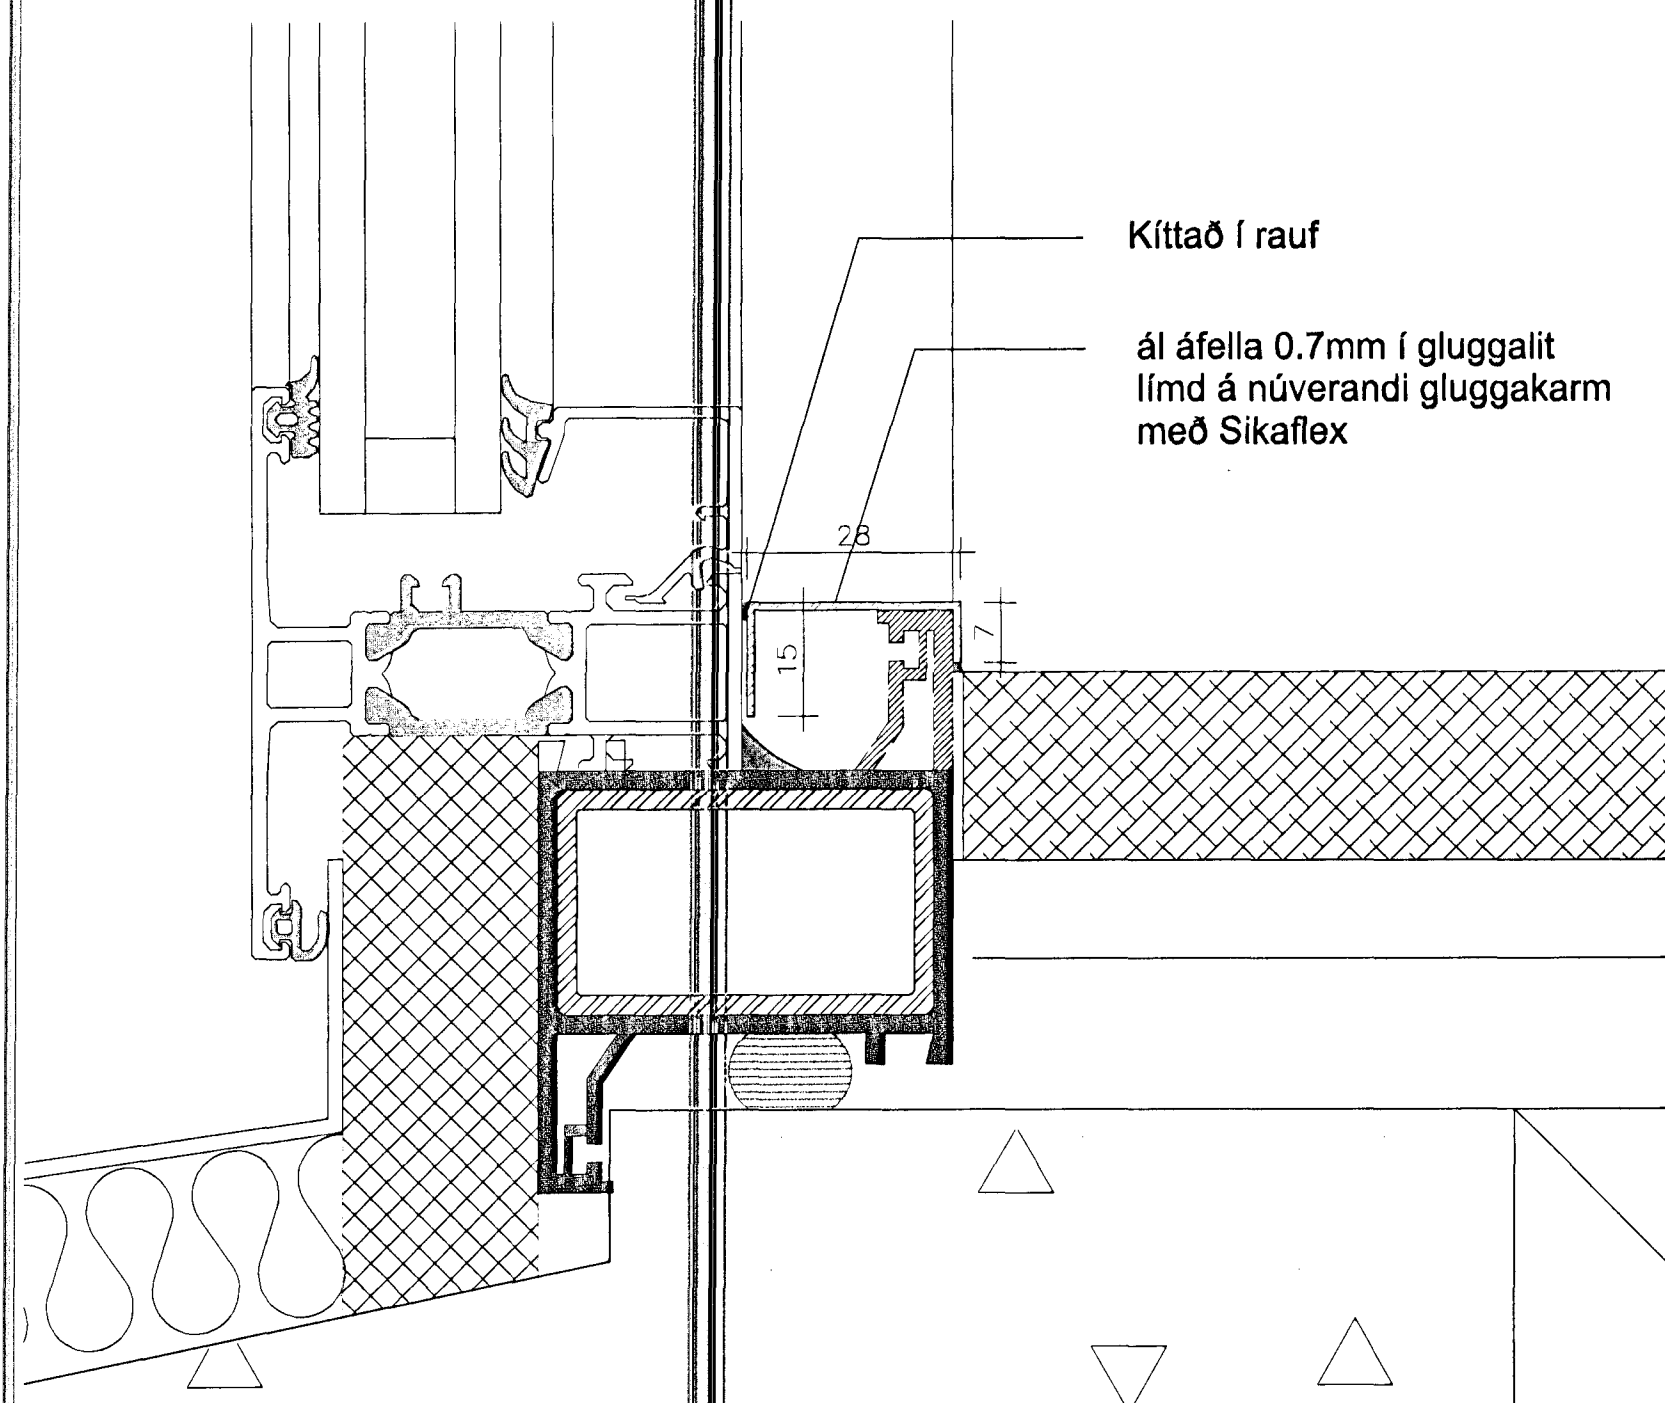 Kíttað í rauf
ál áfella 0.7mm í gluggalit
límd á núverandi gluggakarm
með Sikaflex
28
15
7